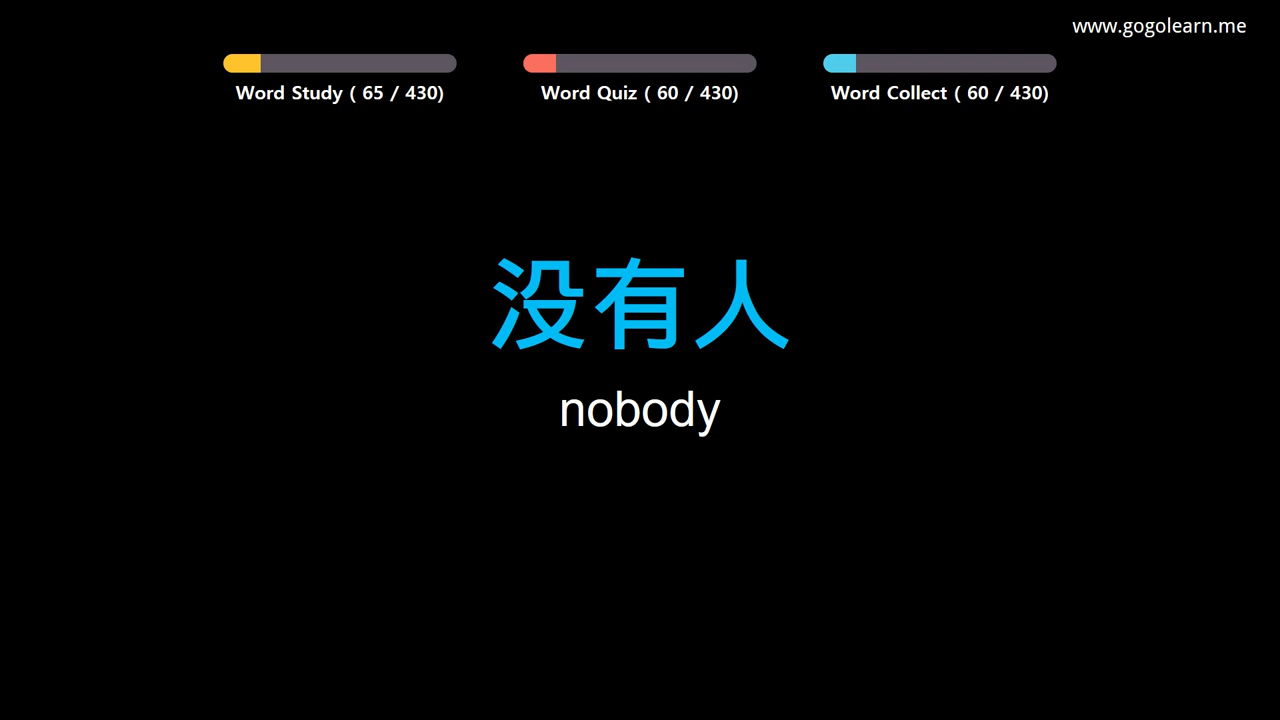 www.gogolearn.me
Word Study ( 65 / 430)
Word Quiz ( 60 / 430)
Word Collect ( 60 / 430)
没有人
nobody